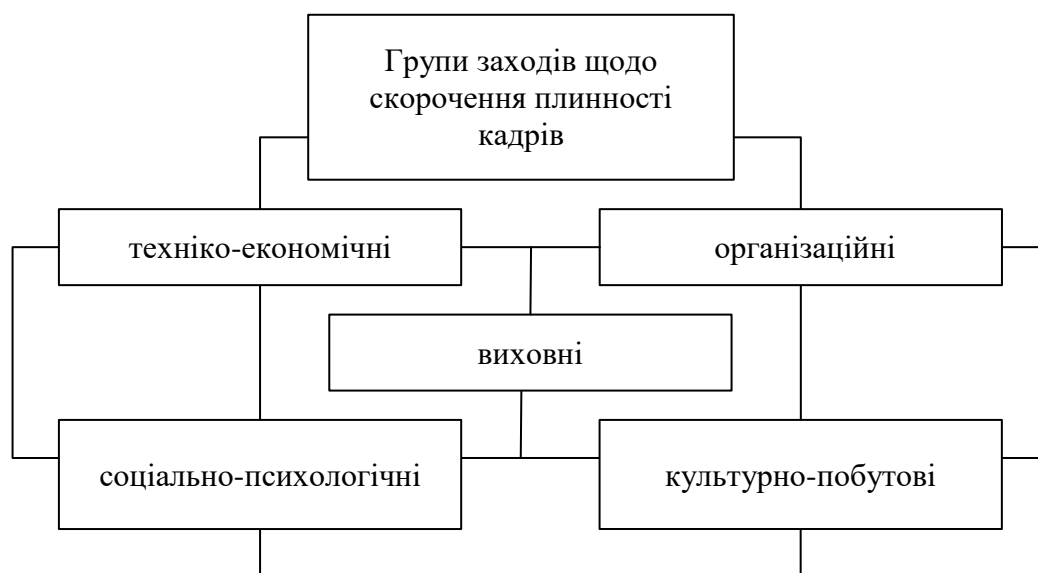 Групи заходів щодо
скорочення плинності
кадрів
техніко-економічні
організаційні
виховні
соціально-психологічні
культурно-побутові